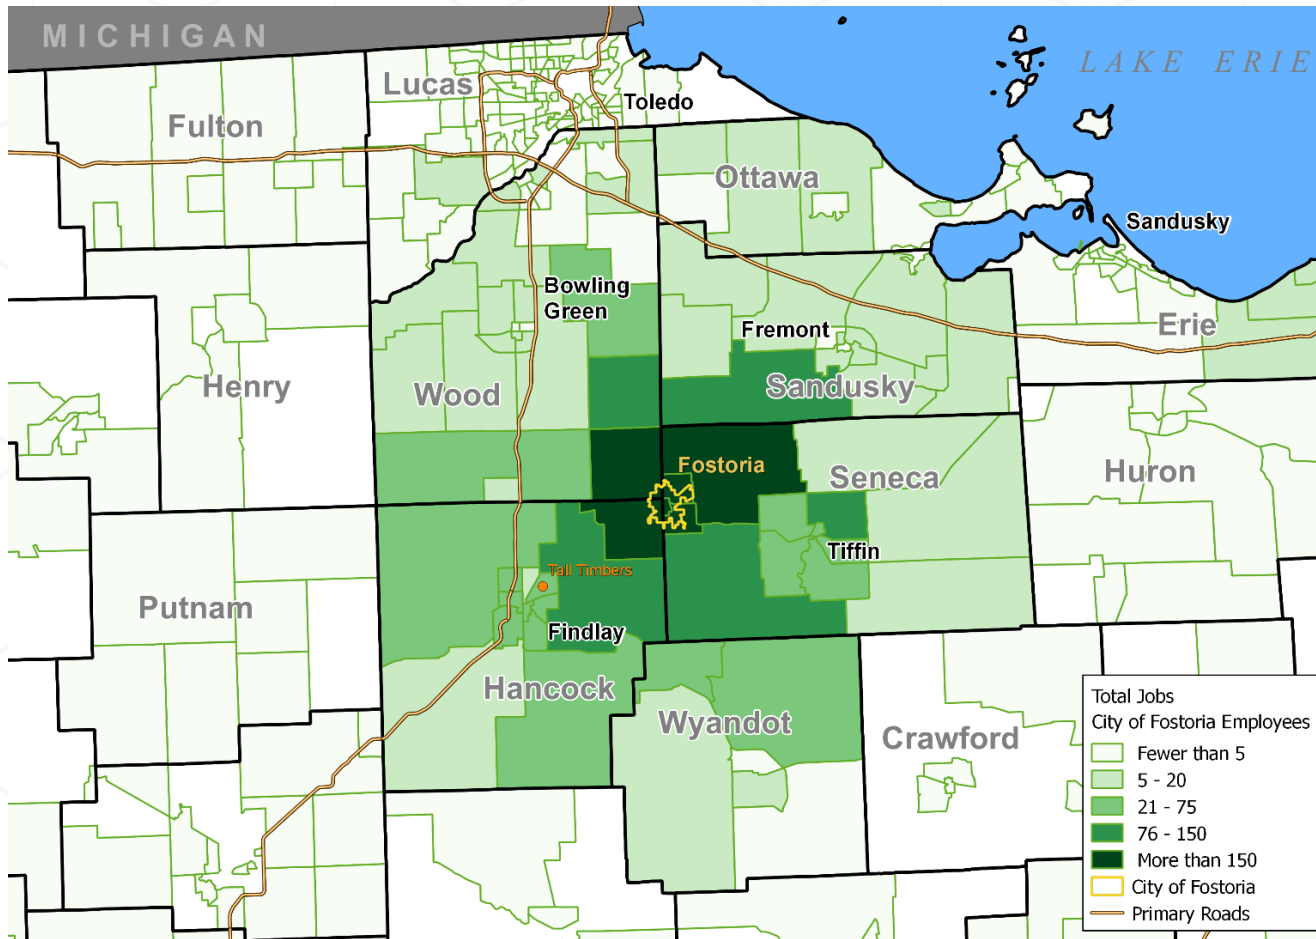 MICHIGAN
LAKE ERIE
Lucas
Toledo
Fulton
Ottawa
Sandusky
Bowling
Green
Fremont
Erie
Henry
Wood
Sandusky
Fostoria
Seneca
Huron
Tiffin
Tall Timbers
Putnam
Findlay
Hancock
Wyandot
Crawford
Total Jobs
City of Fostoria Employees
Fewer than 5
5 - 20
21 - 75
76 - 150
More than 150
City of Fostoria
Primary Roads